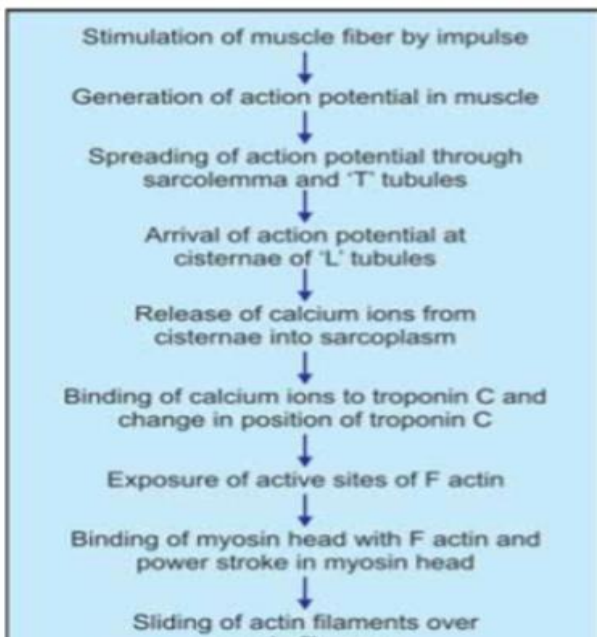 Stimulation of muscle fiber by impulse
Generation of action potential in muscle
Spreading of action potential through
sarcolemma and 'T' tubules
Arrival of action potential at
cisternae of 'L' tubules
Release of calcium ions from
cisternae into sarcoplasm
Binding of calcium ions to troponin C and
change in position of troponin C
Exposure of active sites of F actin
Binding of myosin head with F actin and
power stroke in myosin head
Sliding of actin filaments over